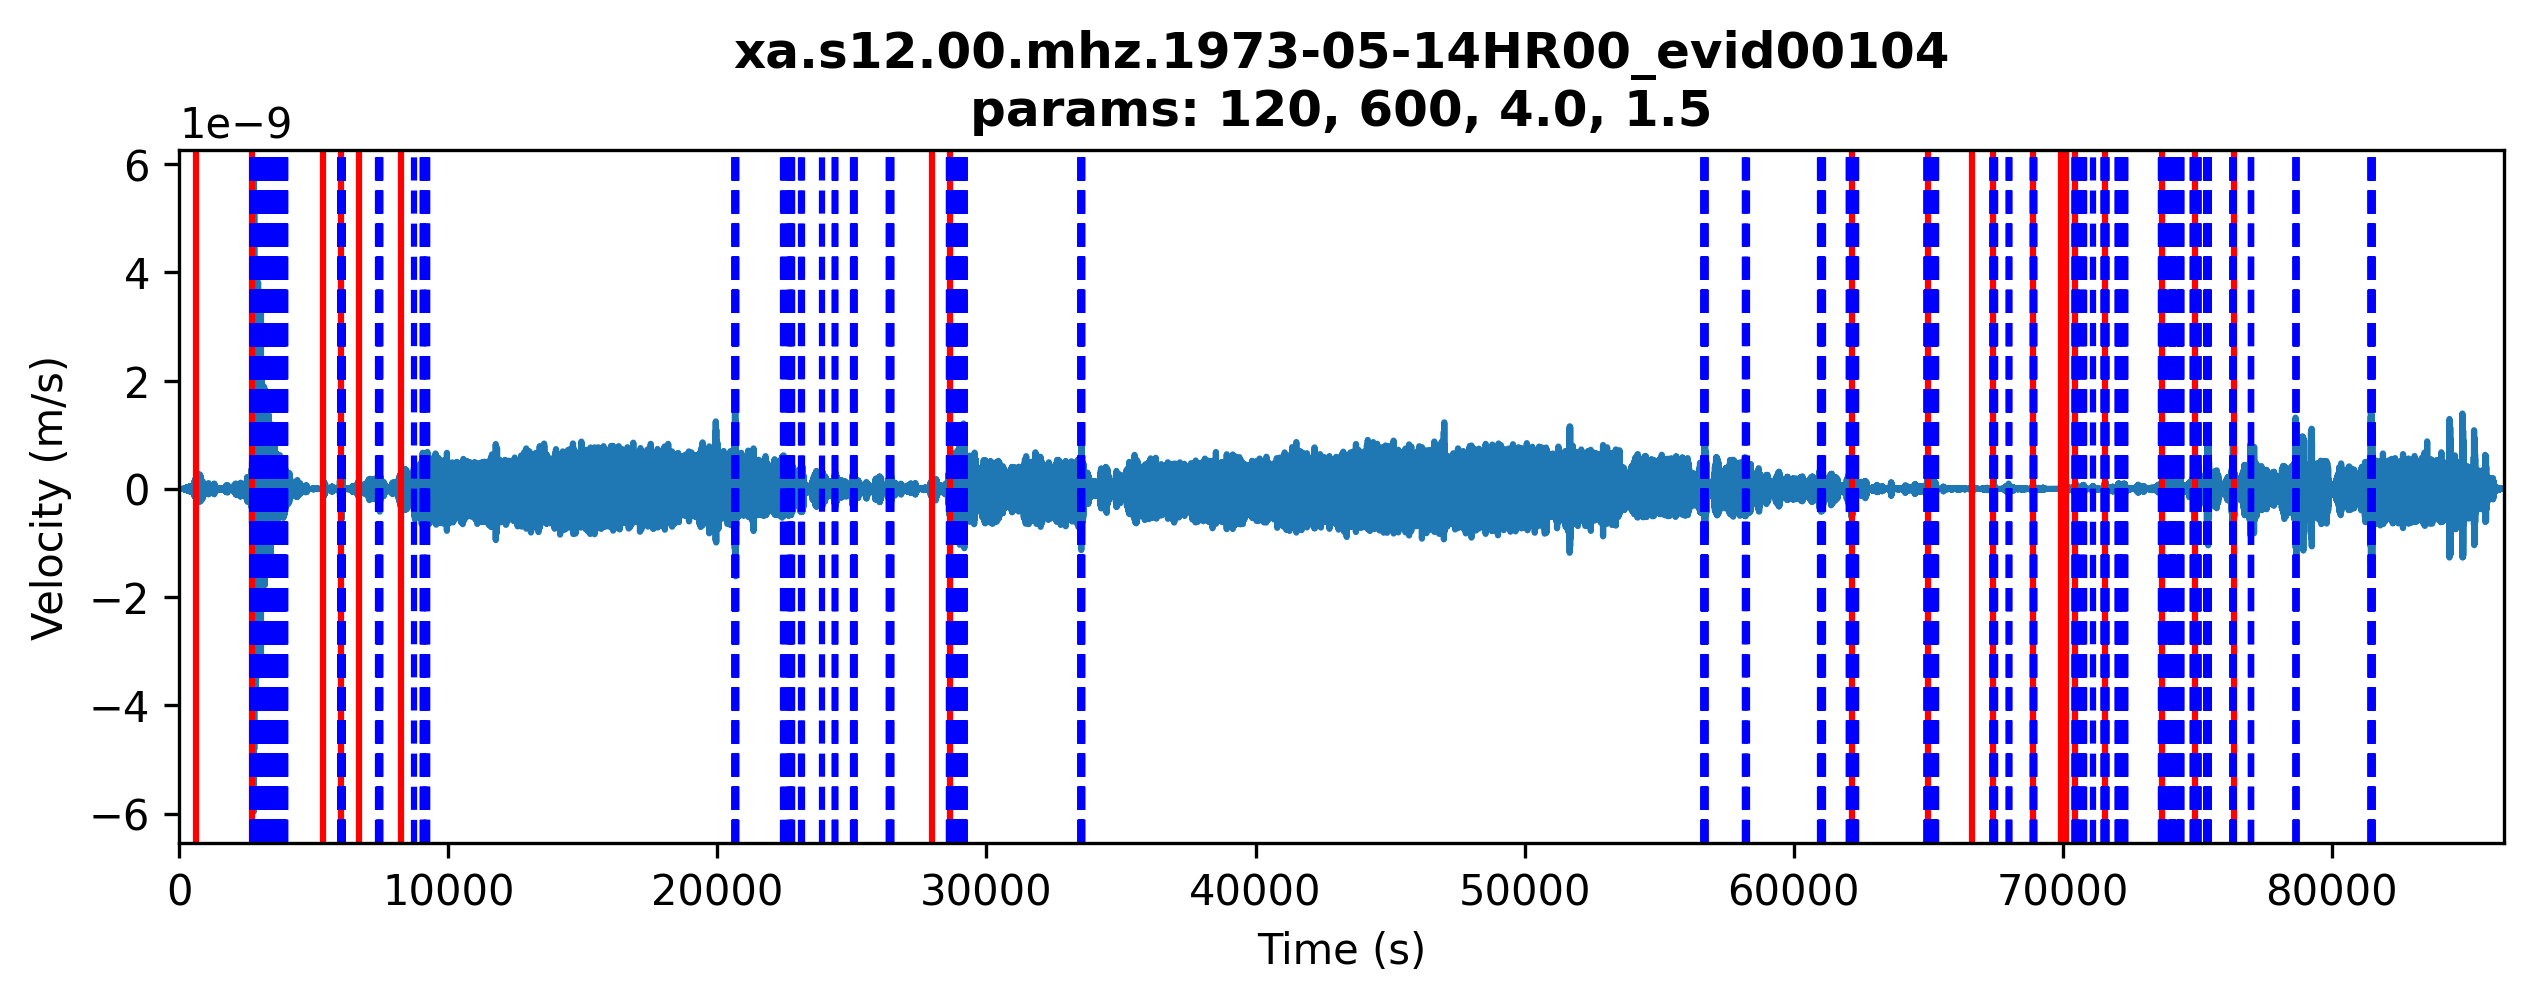 xa.s12.00.mhz.1973-05-14HR00_evid00104
params: 120, 600, 4.0, 1.5
1e−9
6
4
2
0
−2
−4
−6
Velocity (m/s)
0 10000 20000 30000 40000 50000 60000 70000 80000
Time (s)